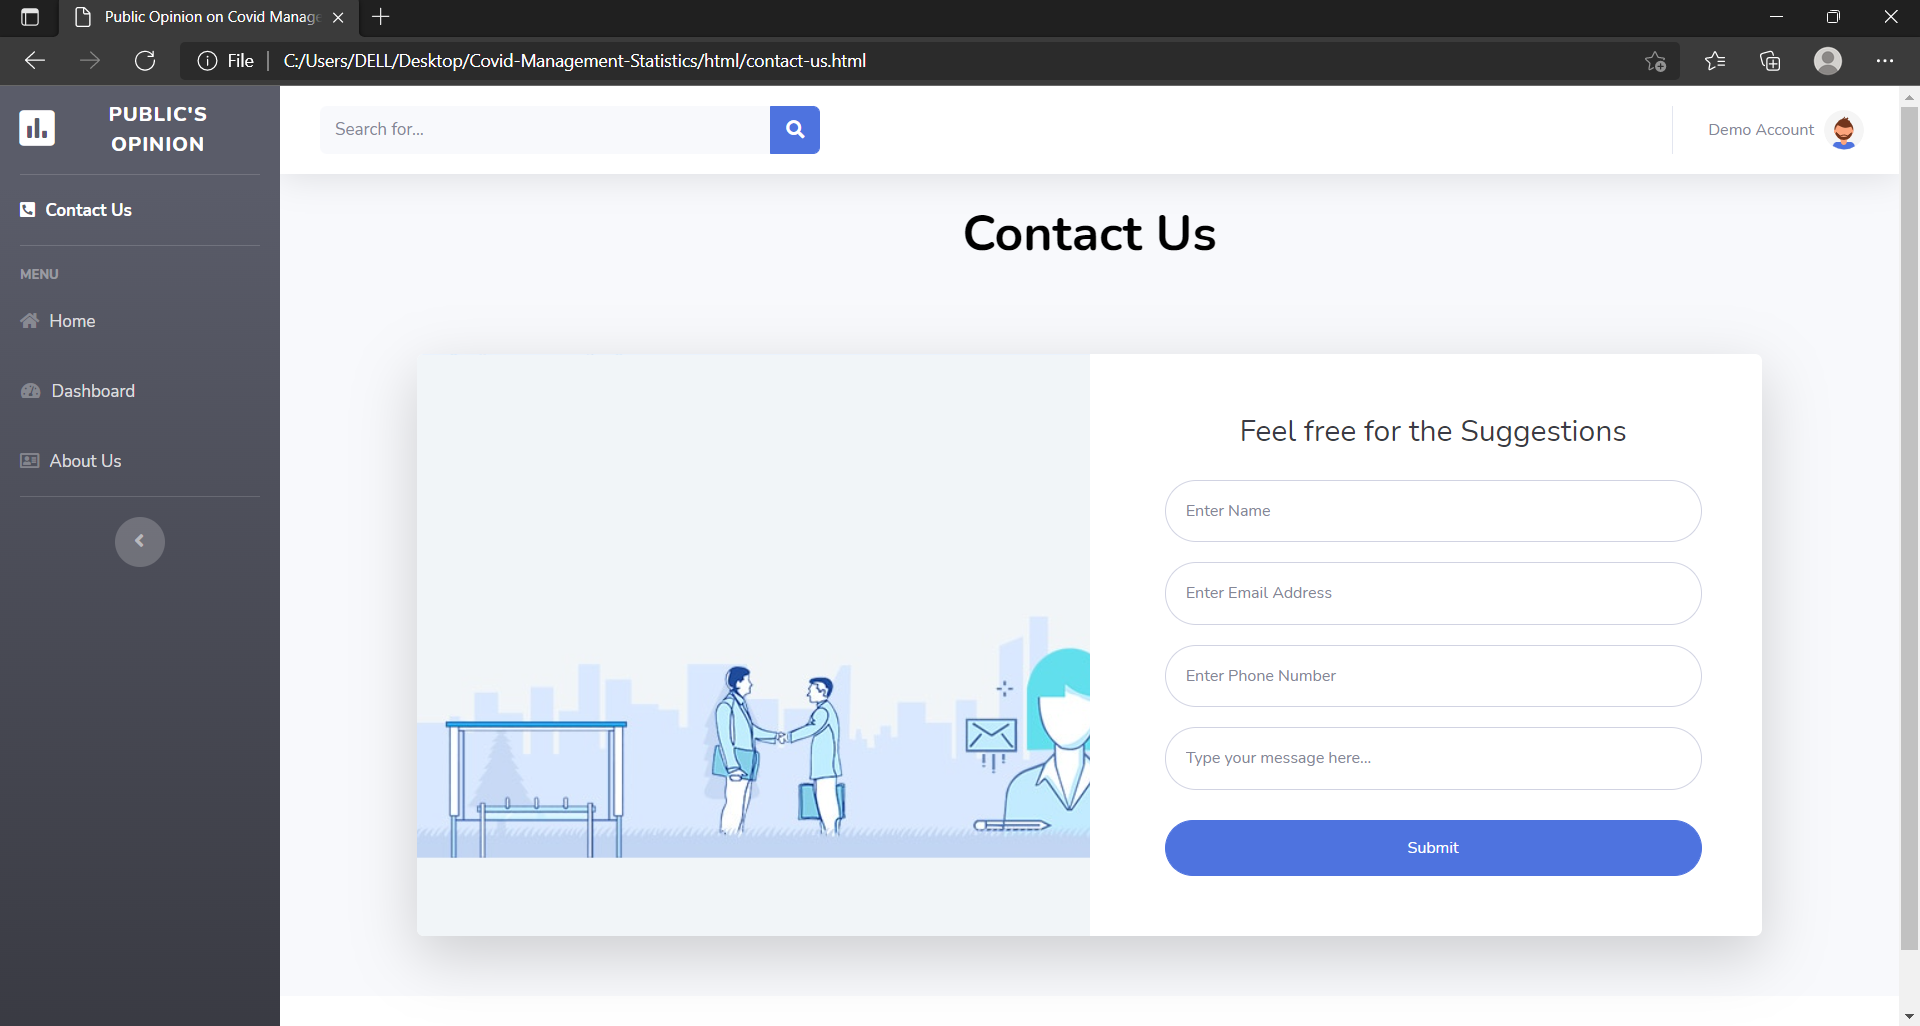 Public Opinion on Covid Manage
File
C:/Users/DELL/Desktop/Covid-Management-Statistics/html/contact-us.html
PUBLIC'S
OPINION
Contact Us
MENU
Home
Dashboard
About Us
Search for...
Demo Account
Contact Us
Feel free for the Suggestions
Enter Name
Enter Email Address
Enter Phone Number
Type your message here...
Submit